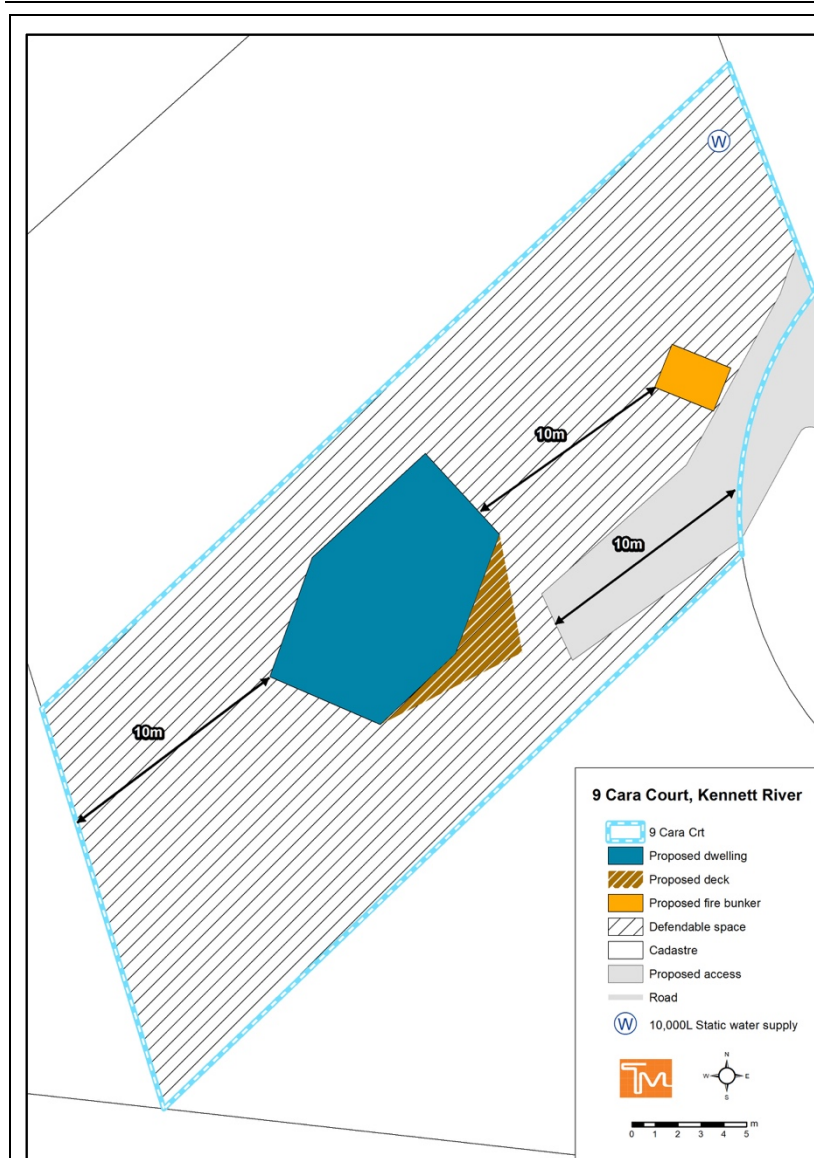 W
10m
10m
10m
9 Cara Court, Kennett River
9 Cara Crt
Proposed dwelling
Proposed deck
Proposed fire bunker
Defendable space
Cadastre
Proposed access
Road
W 10,000L Static water supply
TM
N
W E
S
m
0 1 2 3 4 5